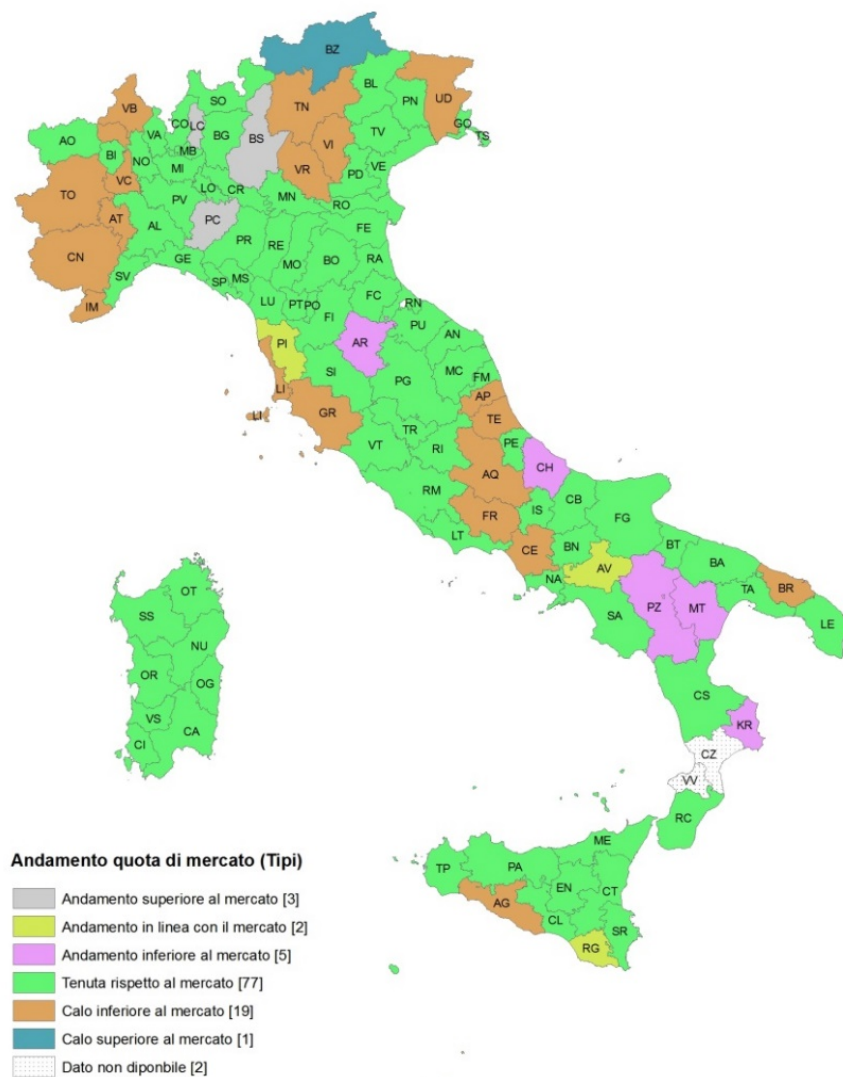 BZ
SO
BL
PN
UD
VB
TN
CO
LC
BG
BS
VI
TV
GO
TS
AO
BI
VA
MB
NO
MI
VR
PD
VE
VC
TO
LO
CR
MN
RO
PV
AT
AL
PC
PR
RE
FE
CN
GE
MO
BO
RA
SV
SP
MS
IM
LU
PT
PO
FC
RN
FI
PU
PI
AR
AN
SI
MC
FM
PG
AP
LI
LI
GR
TE
TR
PE
VT
RI
AQ
CH
RM
IS
CB
FR
FG
LT
CE
BN
BT
BA
AV
NA
TA
BR
OT
PZ
MT
SS
SA
LE
NU
OR
OG
CS
VS
CA
KR
CI
CZ
VV
RC
ME
TP
PA
EN
CT
AG
CL
SR
RG
Andamento quota di mercato (Tipi)
Andamento superiore al mercato [3]
Andamento in linea con il mercato [2]
Andamento inferiore al mercato [5]
Tenuta rispetto al mercato [77]
Calo inferiore al mercato [19]
Calo superiore al mercato [1]
Dato non diponbile [2]